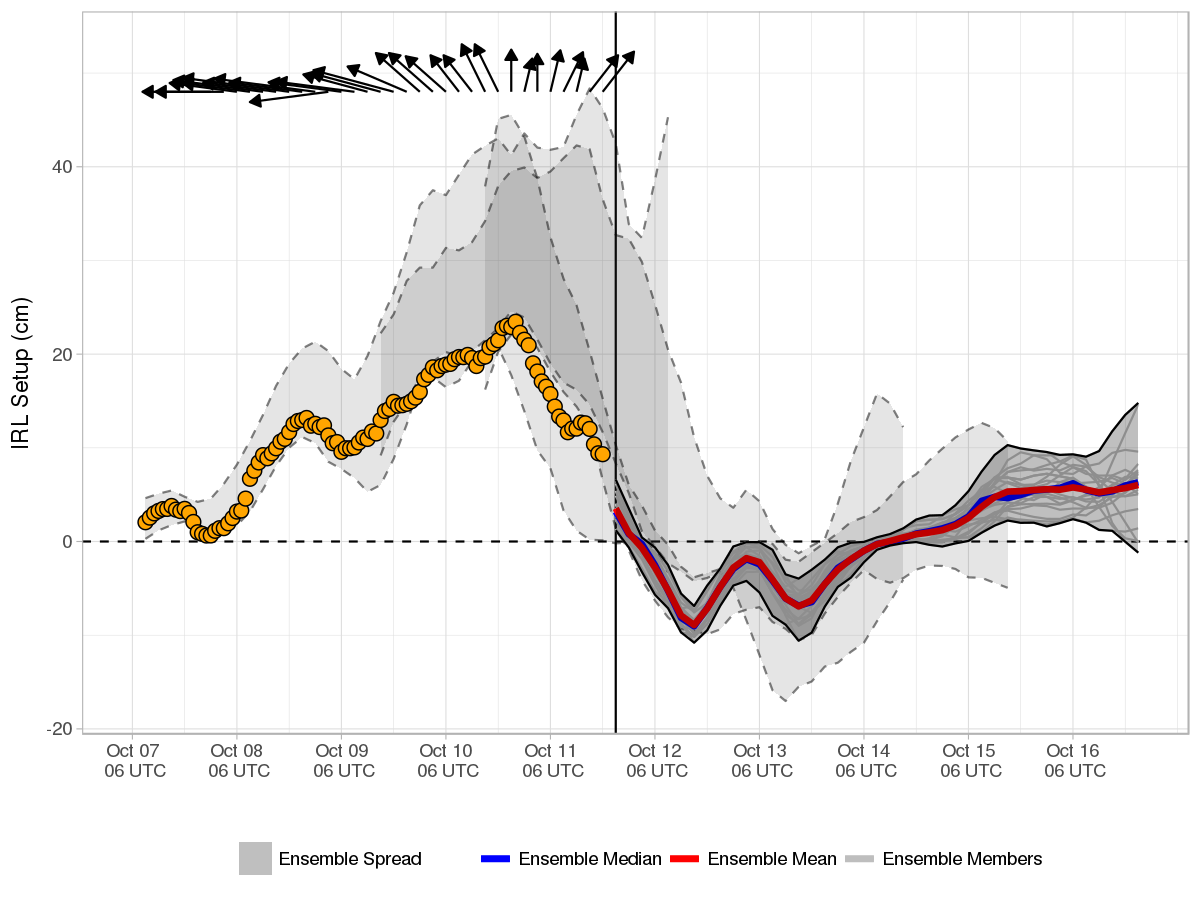 IRL Setup (cm)
40
20
0
-20
Oct 07 Oct 08 Oct 09 Oct 10 Oct 11 Oct 12 Oct 13 Oct 14 Oct 15 Oct 16
06 UTC 06 UTC 06 UTC 06 UTC 06 UTC 06 UTC 06 UTC 06 UTC 06 UTC 06 UTC
Ensemble Spread Ensemble Median Ensemble Mean Ensemble Members